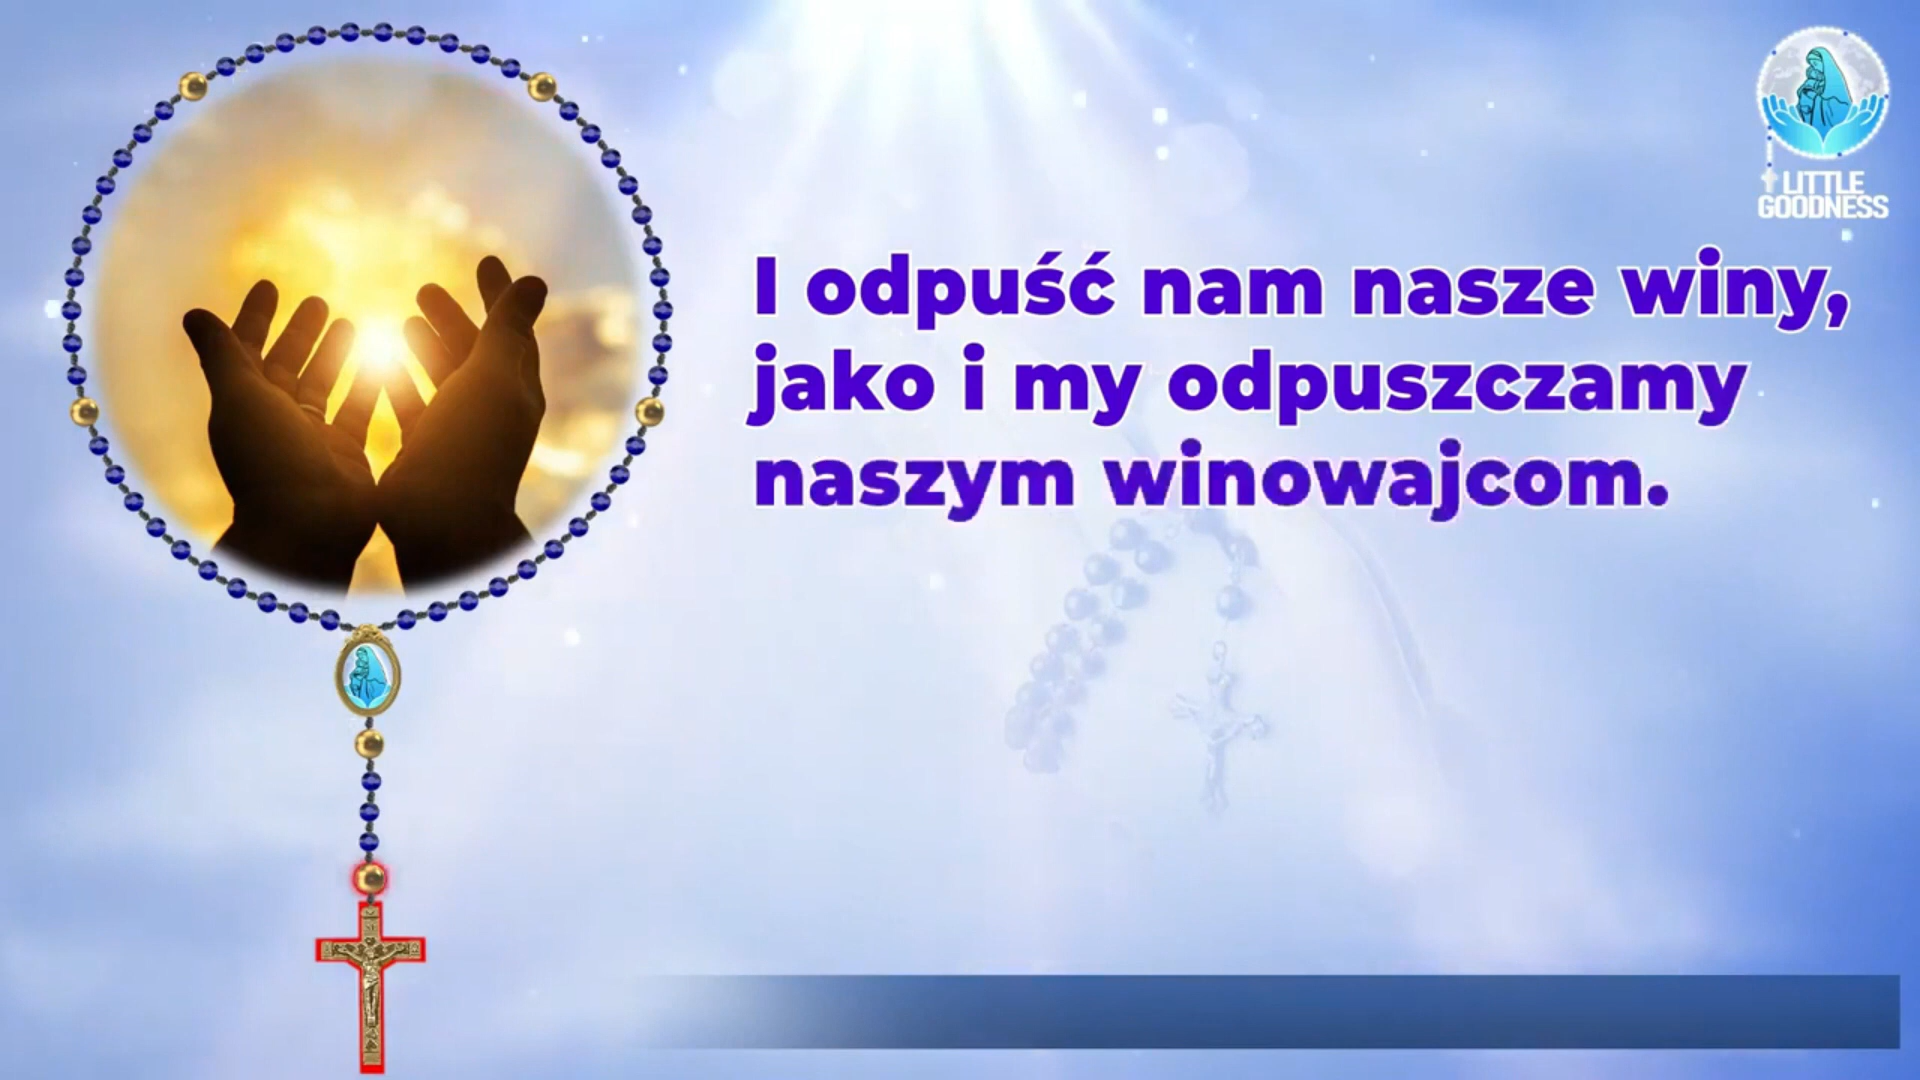 LITTLE
GOODNESS
I odpuść nam nasze winy,
jako i my odpuszczamy
naszym winowajcom.